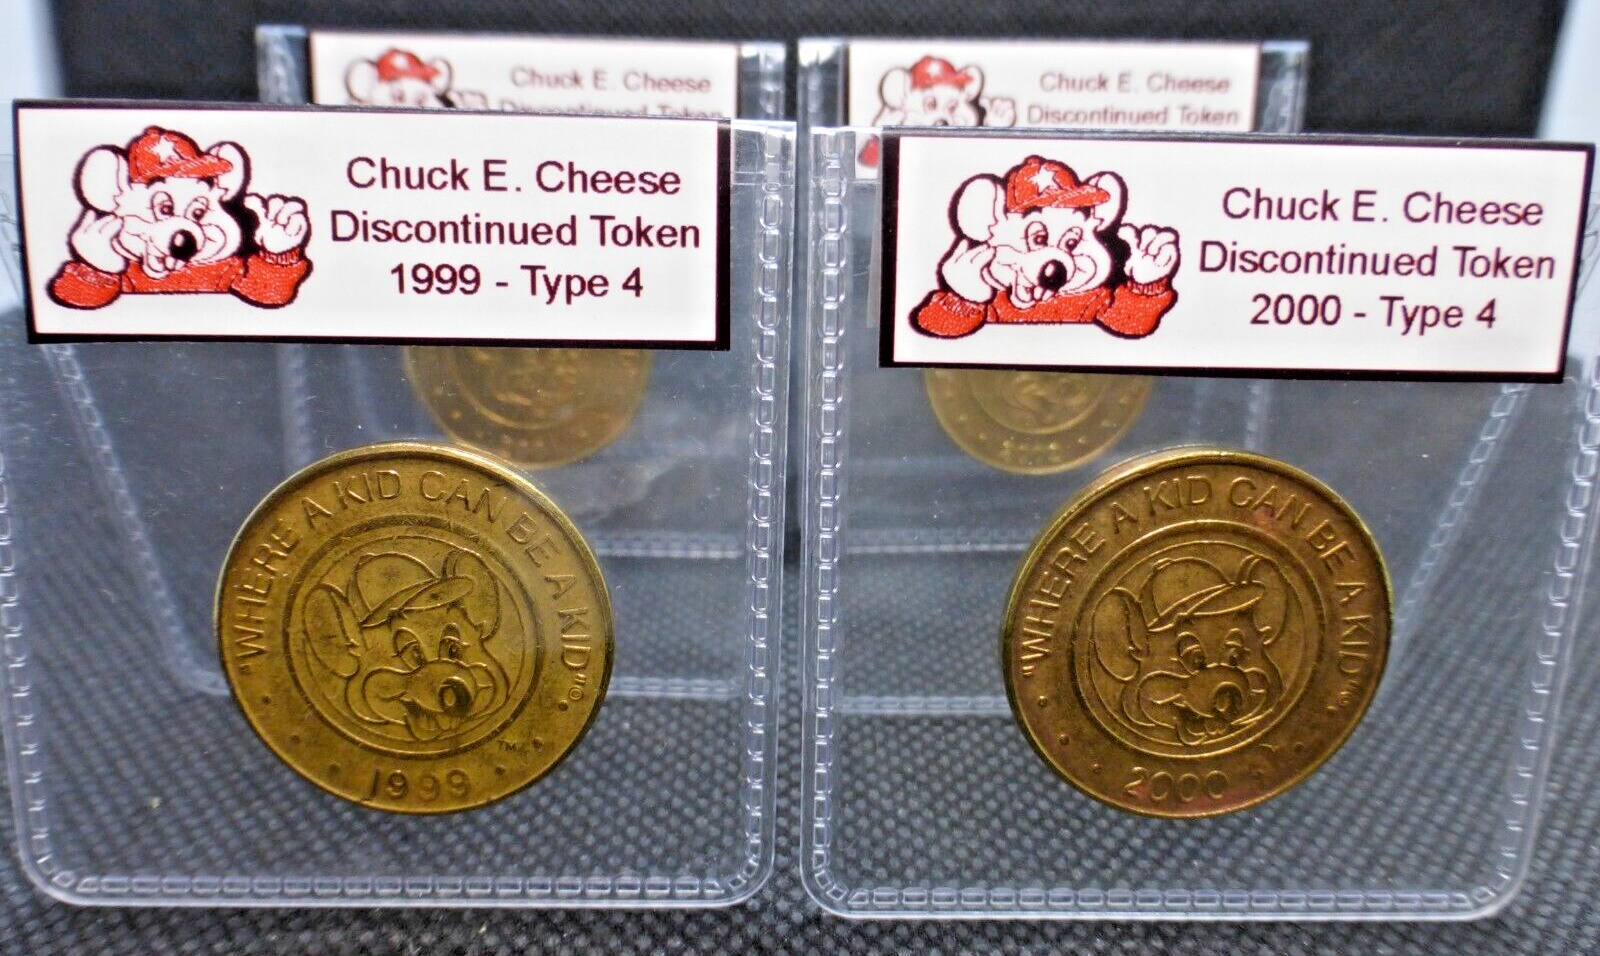 Chuck E. Cheese
Discontinued Token
Chuck E. Cheese
Discontinued Token
Chuck E. Cheese
Discontinued Token
1999 - Type 4
Chuck E. Cheese
Discontinued Token
2000 - Type 4
"WHERE A KID CAN BE A KID"®
TM
1999
"WHERE A KID CAN BE A KID"®
2000